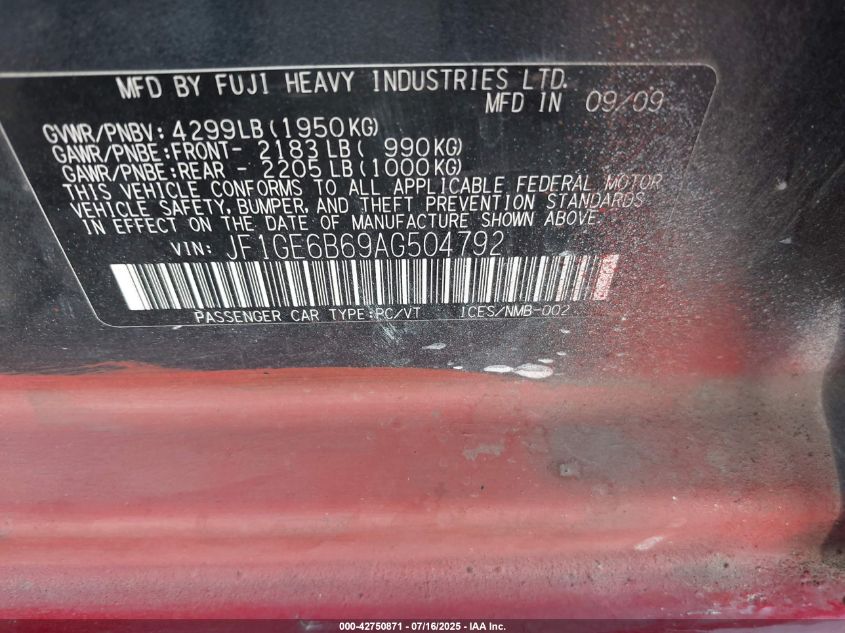 MFD BY FUJI HEAVY INDUSTRIES LTD.
MFD IN 09/09
GVWR/PNBV: 4299LB(1950KG)
GAWR/PNBE:FRONT- 2183LB( 990KG)
GAWR/PNBE:REAR - 2205LB(1000KG)
THIS VEHICLE CONFORMS TO ALL APPLICABLE FEDERAL MOTOR
VEHICLE SAFETY, BUMPER, AND THEFT PREVENTION STANDARDS
IN EFFECT ON THE DATE OF MANUFACTURE SHOWN ABOVE.
VIN: JF1GE6B69AG504792
PASSENGER CAR TYPE:PC/VT ICES/NMB-002
000-42750871 - 07/16/2025 - IAA Inc.